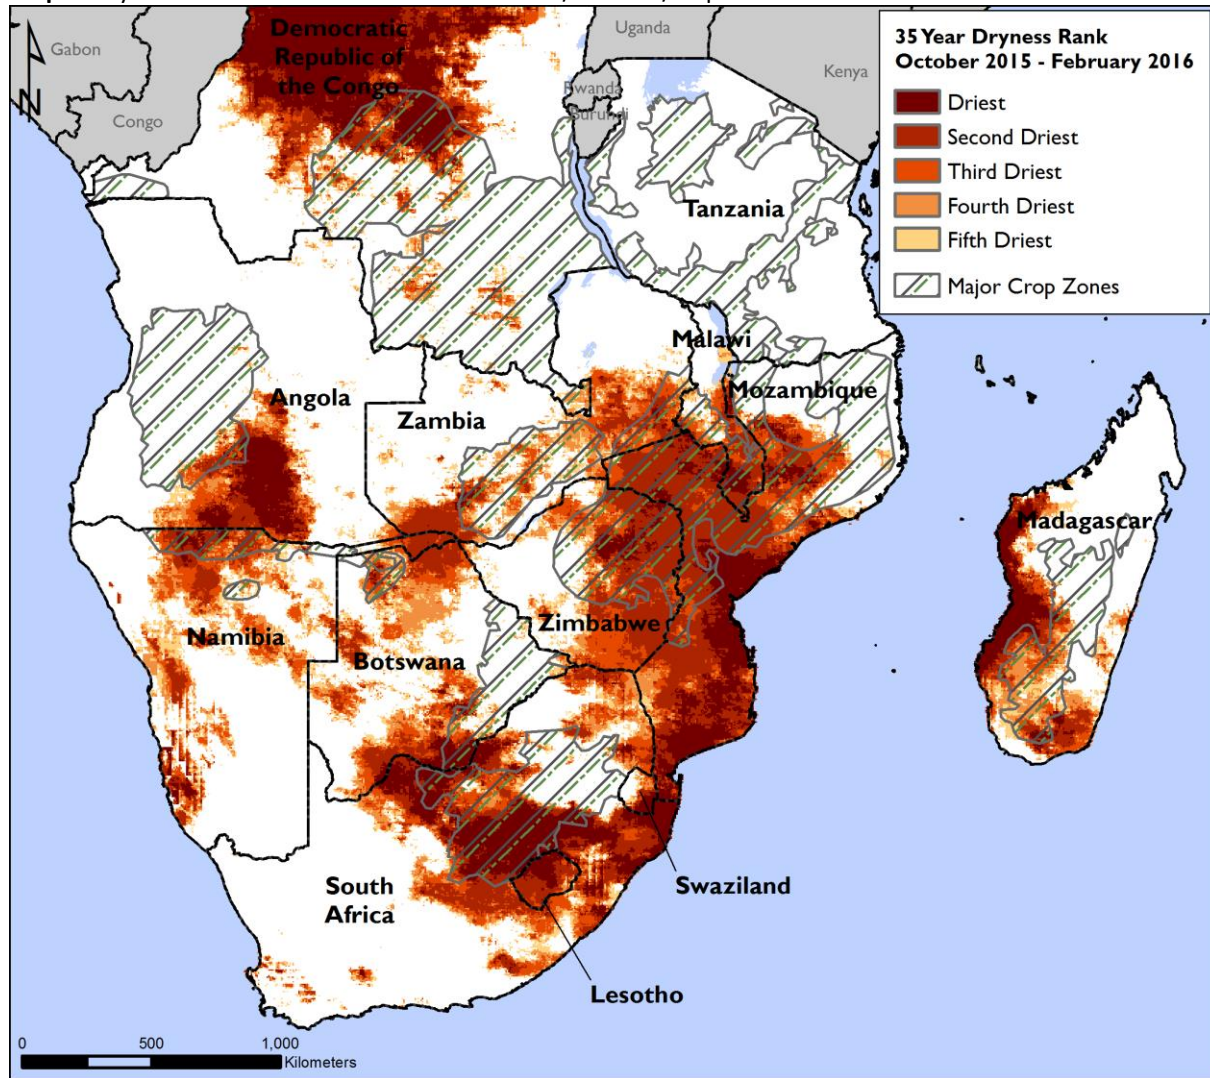 Democratic
Republic of
the Congo
Uganda
Gabon
Kenya
Rwanda
Burundi
Congo
N
35 Year Dryness Rank
October 2015 - February 2016
Driest
Second Driest
Third Driest
Fourth Driest
Fifth Driest
Major Crop Zones
Tanzania
Malawi
Mozambique
Angola
Zambia
Madagascar
Zimbabwe
Namibia
Botswana
South
Africa
Swaziland
Lesotho
0 500 1,000
Kilometers